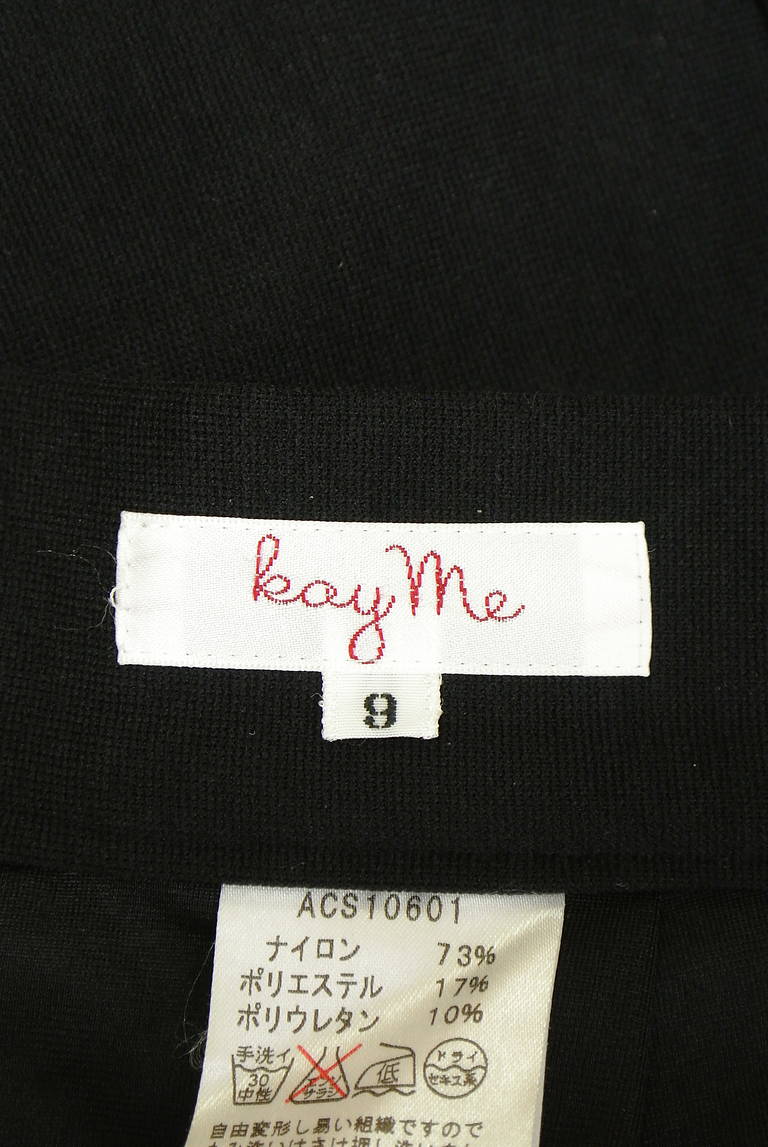 kay me
9
ACS10601
ナイロン 73%
ポリエステル 17%
ポリウレタン 10%
手洗イ 30 中性 エンソ サラシ 低 ドライ セキユ系
自由変形し易い組織ですので